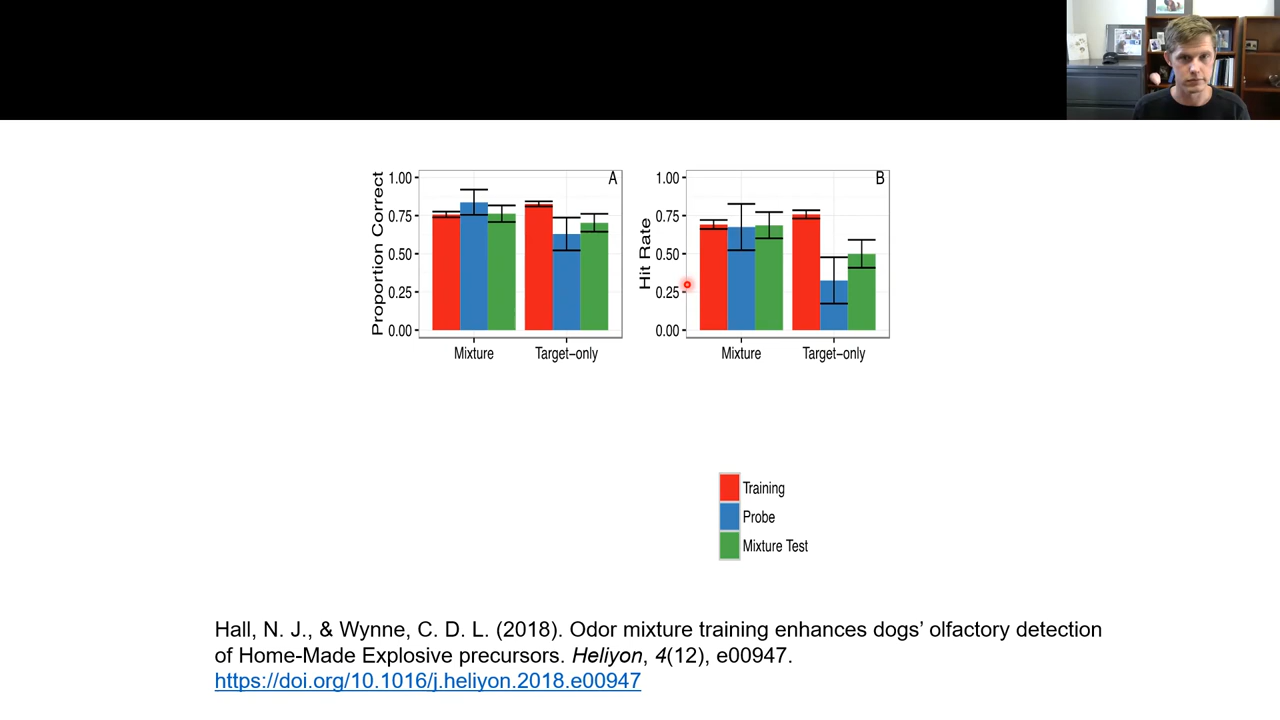 A
B
Proportion Correct
1.00
0.75
0.50
0.25
0.00
Mixture
Target-only
Hit Rate
1.00
0.75
0.50
0.25
0.00
Mixture
Target-only
Training
Probe
Mixture Test
Hall, N. J., & Wynne, C. D. L. (2018). Odor mixture training enhances dogs’ olfactory detection
of Home-Made Explosive precursors. Heliyon, 4(12), e00947.
https://doi.org/10.1016/j.heliyon.2018.e00947